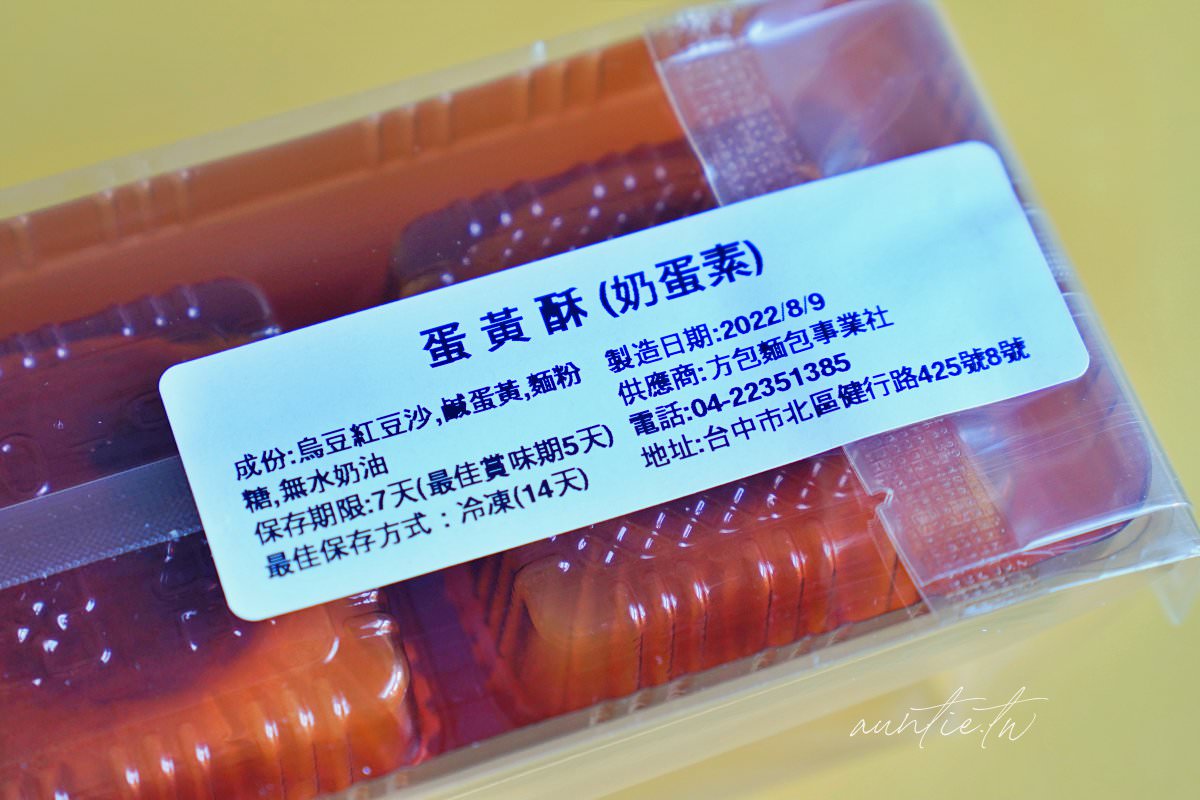 蛋黃酥(奶蛋素)
成份:烏豆紅豆沙,鹹蛋黃,麵粉
糖,無水奶油
保存期限:7天(最佳賞味期5天)
最佳保存方式:冷凍(14天)
製造日期:2022/8/9
供應商:方包麵包事業社
電話:04-22351385
地址:台中市北區健行路425號8號
auntie.tw